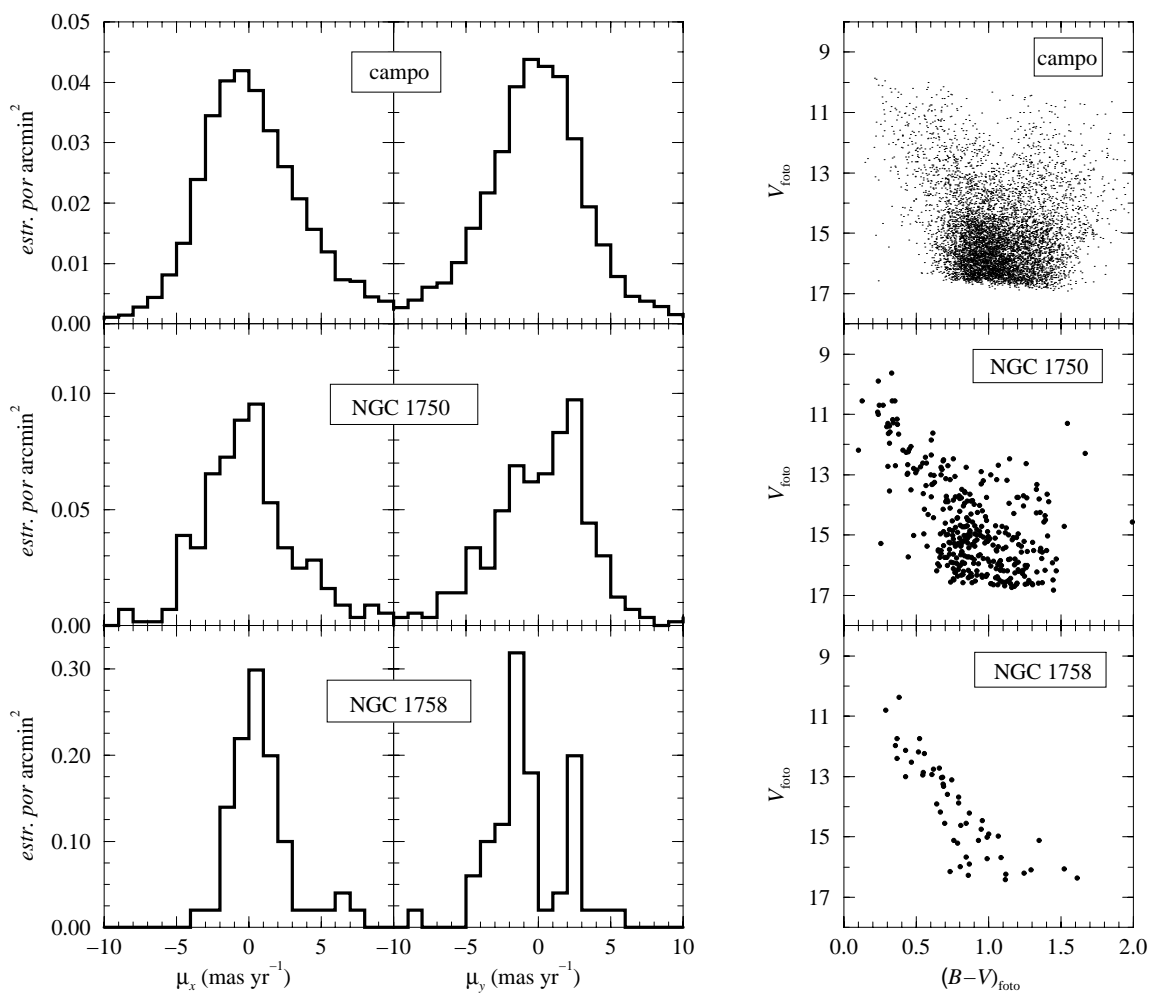 0.05
0.04
0.03
0.02
0.01
0.00
estr. por arcmin²
campo
0.10
0.05
0.00
estr. por arcmin²
NGC 1750
0.30
0.20
0.10
0.00
estr. por arcmin²
NGC 1758
−10 −5 0 5 −10 −5 0 5 10
μx (mas yr⁻¹) μy (mas yr⁻¹)
9
11
13
15
17
Vfoto
campo
9
11
13
15
17
Vfoto
NGC 1750
9
11
13
15
17
Vfoto
NGC 1758
0.0 0.5 1.0 1.5 2.0
(B−V)foto